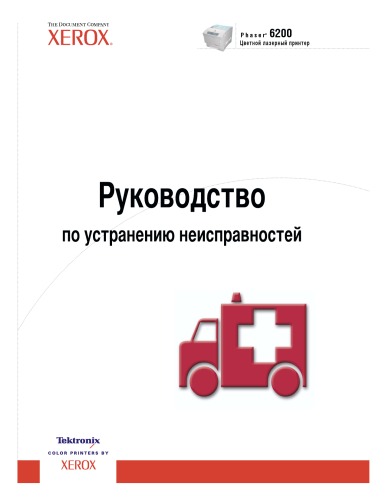 THE DOCUMENT COMPANY
XEROX®
Phaser® 6200
Цветной лазерный принтер
Руководство
по устранению неисправностей
Tektronix
COLOR PRINTERS BY
XEROX